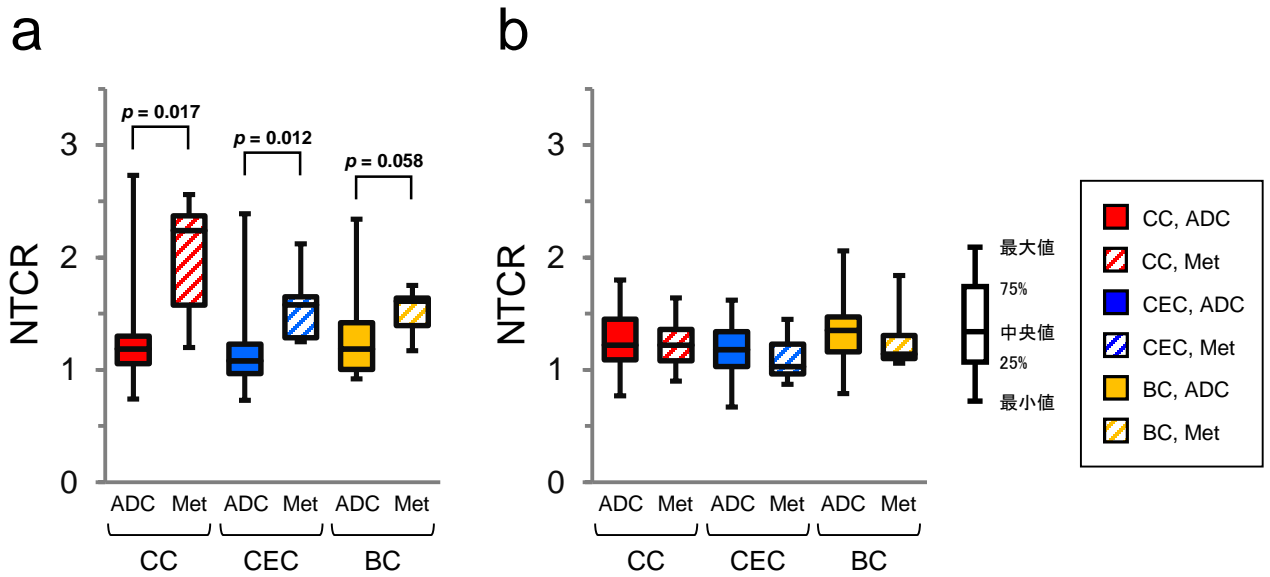 a
NTCR
3
2
1
0
p = 0.017
p = 0.012
p = 0.058
ADC Met ADC Met ADC Met
CC CEC BC
b
NTCR
3
2
1
0
ADC Met ADC Met ADC Met
CC CEC BC
最大値
75%
中央値
25%
最小値
CC, ADC
CC, Met
CEC, ADC
CEC, Met
BC, ADC
BC, Met